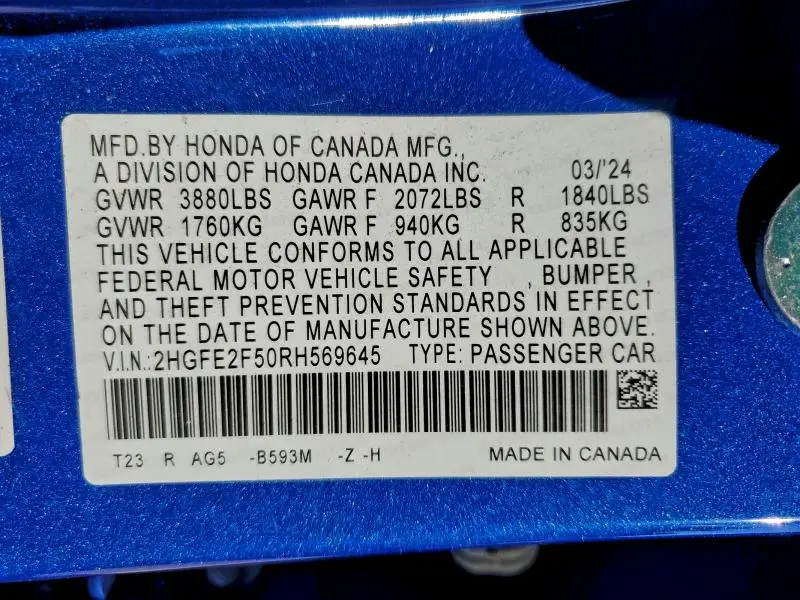 MFD.BY HONDA OF CANADA MFG.,
A DIVISION OF HONDA CANADA INC. 03/'24
GVWR 3880LBS GAWR F 2072LBS R 1840LBS
GVWR 1760KG GAWR F 940KG R 835KG
THIS VEHICLE CONFORMS TO ALL APPLICABLE
FEDERAL MOTOR VEHICLE SAFETY , BUMPER ,
AND THEFT PREVENTION STANDARDS IN EFFECT
ON THE DATE OF MANUFACTURE SHOWN ABOVE.
V.I.N.:2HGFE2F50RH569645 TYPE: PASSENGER CAR
T23 R AG5 -B593M -Z -H MADE IN CANADA